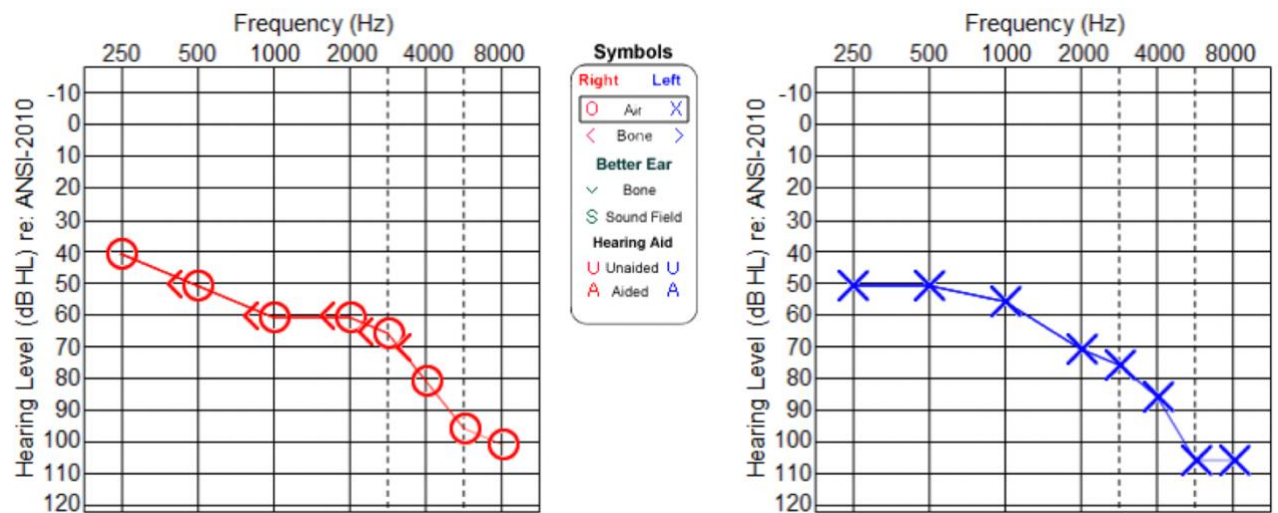 Frequency (Hz)
250 500 1000 2000 4000 8000
Hearing Level (dB HL) re: ANSI-2010
-10
0
10
20
30
40
50
60
70
80
90
100
110
120
Symbols
Right Left
O Air X
< Bone >
Better Ear
Bone
S Sound Field
Hearing Aid
U Unaided U
A Aided A
Frequency (Hz)
250 500 1000 2000 4000 8000
Hearing Level (dB HL) re: ANSI-2010
-10
0
10
20
30
40
50
60
70
80
90
100
110
120